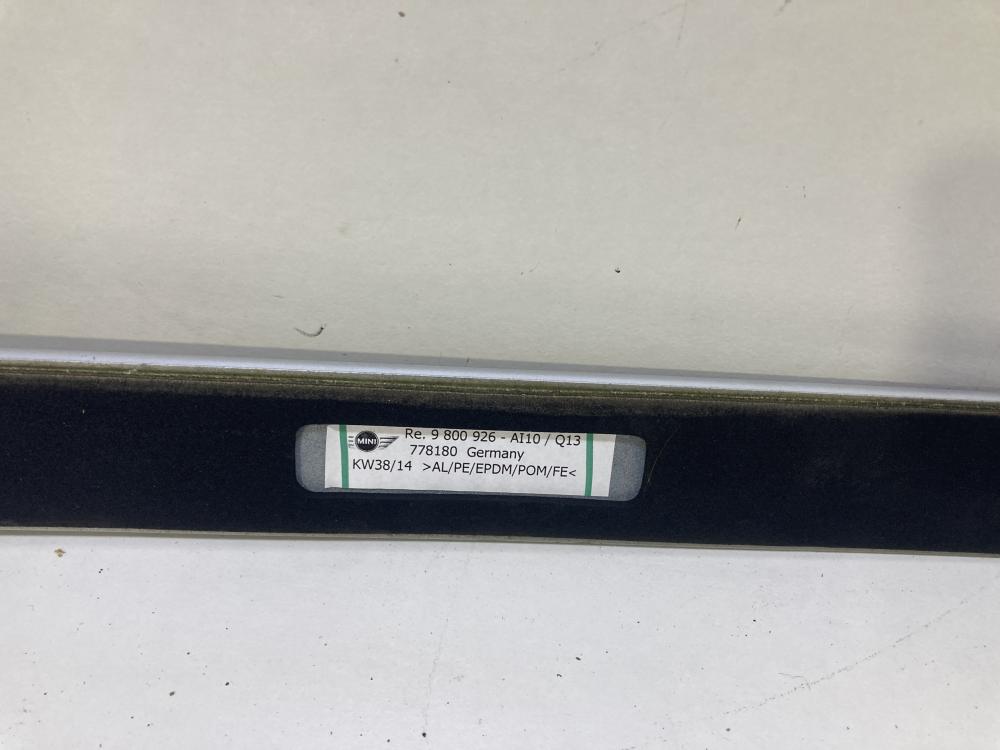 MINI
Re. 9 800 926 - AI10 / Q13
778180 Germany
KW38/14 >AL/PE/EPDM/POM/FE<